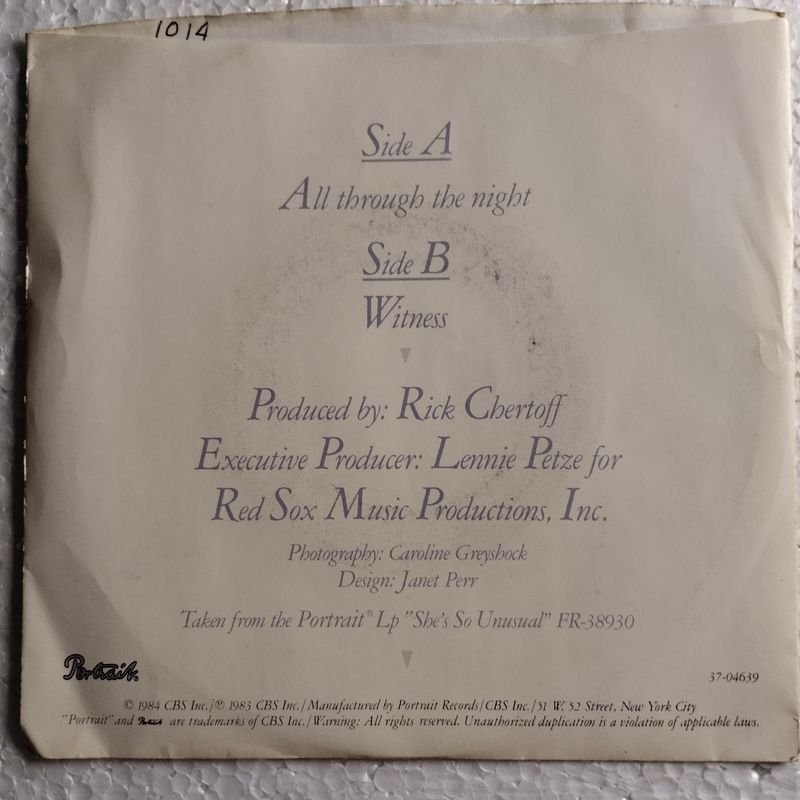 1014
Side A
All through the night
Side B
Witness
Produced by: Rick Chertoff
Executive Producer: Lennie Petze for
Red Sox Music Productions, Inc.
Photography: Caroline Greyshock
Design: Janet Perr
Taken from the Portrait® Lp "She's So Unusual" FR-38930
Portrait.
37-04639
© 1984 CBS Inc./℗ 1983 CBS Inc./Manufactured by Portrait Records/CBS Inc./51 W. 52 Street, New York City
"Portrait" and Portrait are trademarks of CBS Inc./Warning: All rights reserved. Unauthorized duplication is a violation of applicable laws.